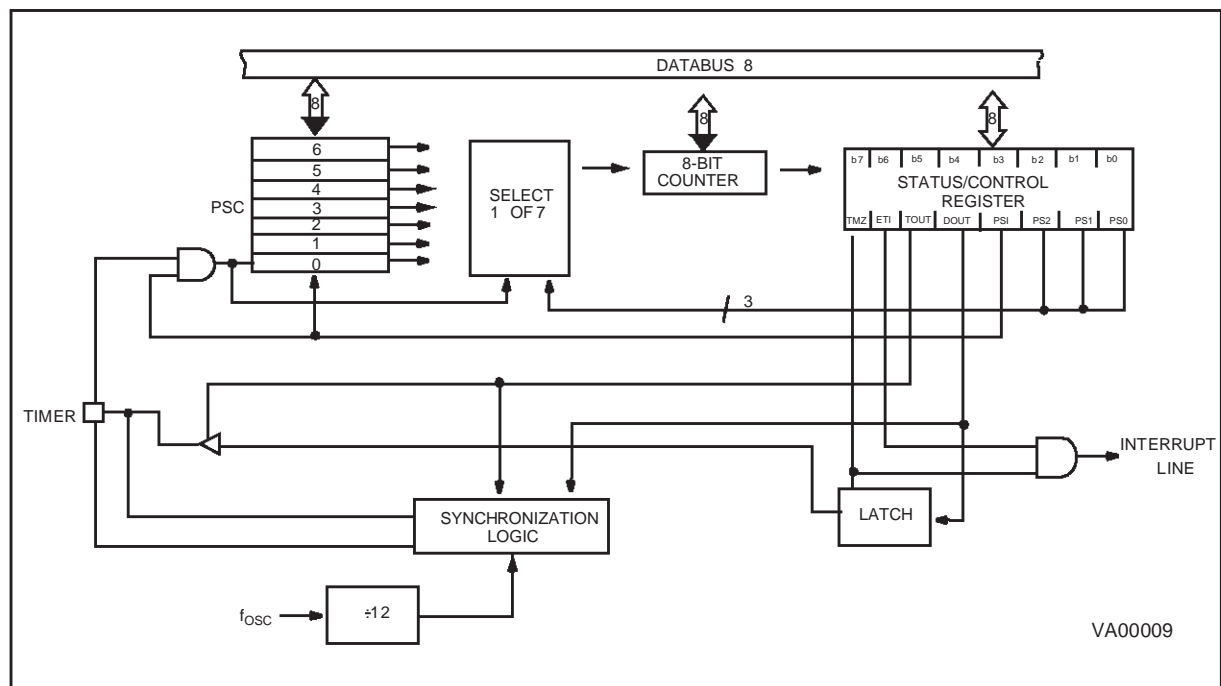 DATABUS 8
8
8
8
6
5
4
3
2
1
0
PSC
SELECT
1 OF 7
8-BIT
COUNTER
b7 b6 b5 b4 b3 b2 b1 b0
STATUS/CONTROL
REGISTER
TMZ ETI TOUT DOUT PSI PS2 PS1 PS0
3
TIMER
INTERRUPT
LINE
SYNCHRONIZATION
LOGIC
LATCH
fOSC
÷12
VA00009